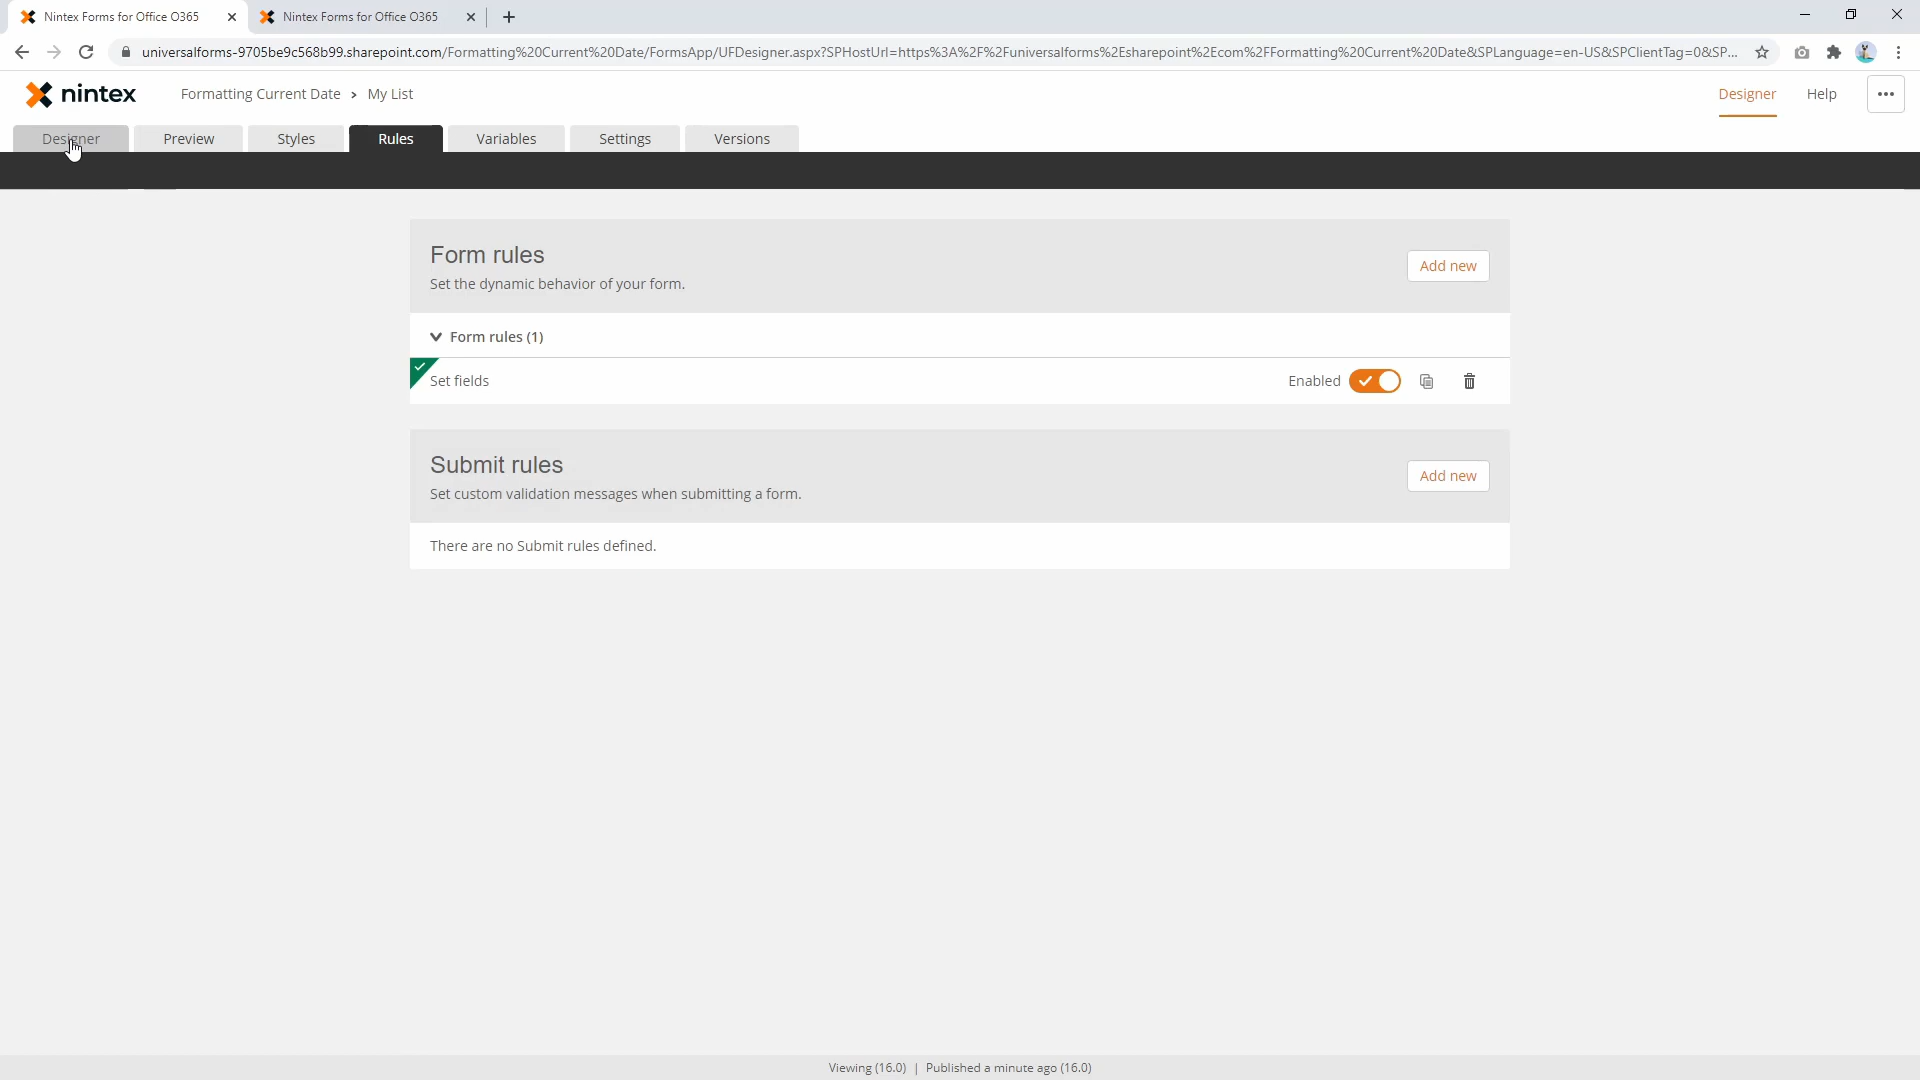 Nintex Forms for Office O365
Nintex Forms for Office O365
universalforms-9705be9c568b99.sharepoint.com/Formatting%20Current%20Date/FormsApp/UFDesigner.aspx?SPHostUrl=https%3A%2F%2Funiversalforms%2Esharepoint%2Ecom%2FFormatting%20Current%20Date&SPLanguage=en-US&SPClientTag=0&SP...
nintex
Formatting Current Date > My List
Designer
Help
Designer
Preview
Styles
Rules
Variables
Settings
Versions
Form rules
Set the dynamic behavior of your form.
Add new
Form rules (1)
Set fields
Enabled
Submit rules
Set custom validation messages when submitting a form.
Add new
There are no Submit rules defined.
Viewing (16.0) | Published a minute ago (16.0)